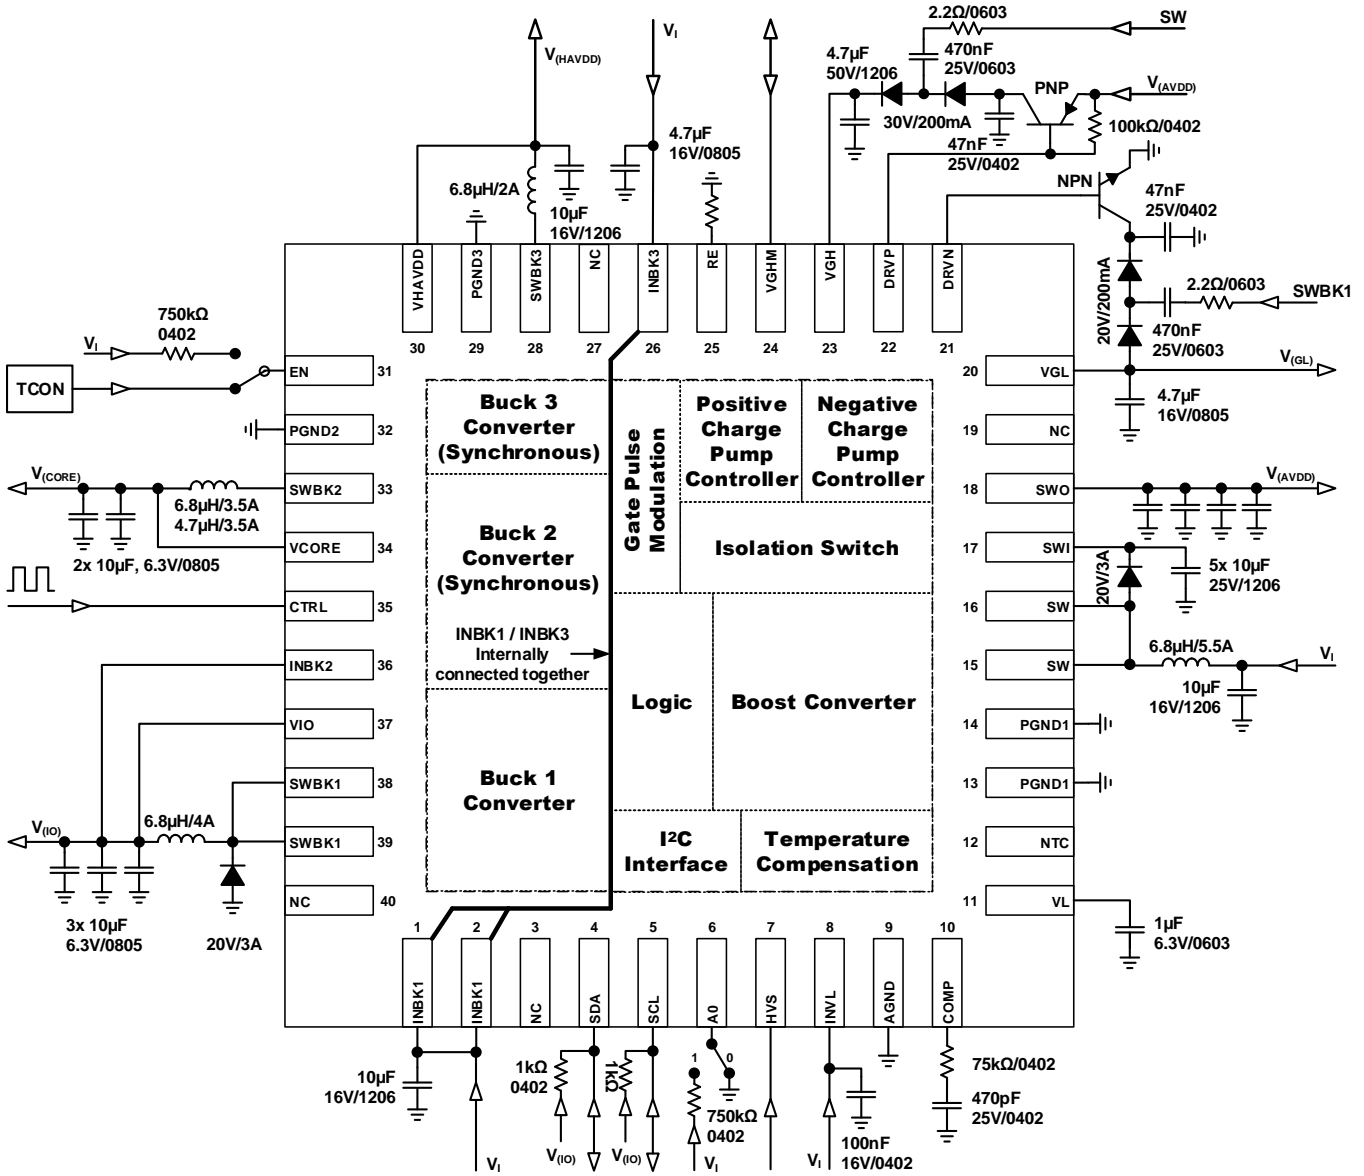 2.2Ω/0603
SW
V(HAVDD)
VI
4.7µF
50V/1206
470nF
25V/0603
PNP
V(AVDD)
30V/200mA
100kΩ/0402
4.7µF
16V/0805
47nF
25V/0402
NPN
6.8µH/2A
10µF
16V/1206
47nF
25V/0402
VHAVDD
PGND3
SWBK3
NC
INBK3
RE
VGHM
VGH
DRVP
DRVN
30
29
28
27
26
25
24
23
22
21
20V/200mA
2.2Ω/0603
SWBK1
470nF
25V/0603
750kΩ
0402
VI
TCON
EN
31
20
VGL
V(GL)
4.7µF
16V/0805
PGND2
32
19
NC
V(CORE)
SWBK2
33
6.8µH/3.5A
4.7µH/3.5A
18
SWO
V(AVDD)
VCORE
34
2x 10µF, 6.3V/0805
17
SWI
20V/3A
5x 10µF
25V/1206
CTRL
35
16
SW
INBK2
36
15
SW
6.8µH/5.5A
VI
10µF
16V/1206
VIO
37
14
PGND1
SWBK1
38
13
PGND1
V(IO)
6.8µH/4A
SWBK1
39
12
NTC
NC
40
11
VL
3x 10µF
6.3V/0805
20V/3A
1µF
6.3V/0603
Buck 3
Converter
(Synchronous)
Gate Pulse
Modulation
Positive
Charge
Pump
Controller
Negative
Charge
Pump
Controller
Buck 2
Converter
(Synchronous)
Isolation Switch
INBK1 / INBK3
Internally
connected together
Logic
Boost Converter
Buck 1
Converter
I²C
Interface
Temperature
Compensation
1
2
3
4
5
6
7
8
9
10
INBK1
INBK1
NC
SDA
SCL
A0
HVS
INVL
AGND
COMP
10µF
16V/1206
VI
1kΩ
0402
V(IO)
1kΩ
V(IO)
1
0
750kΩ
0402
VI
VI
100nF
16V/0402
75kΩ/0402
470pF
25V/0402